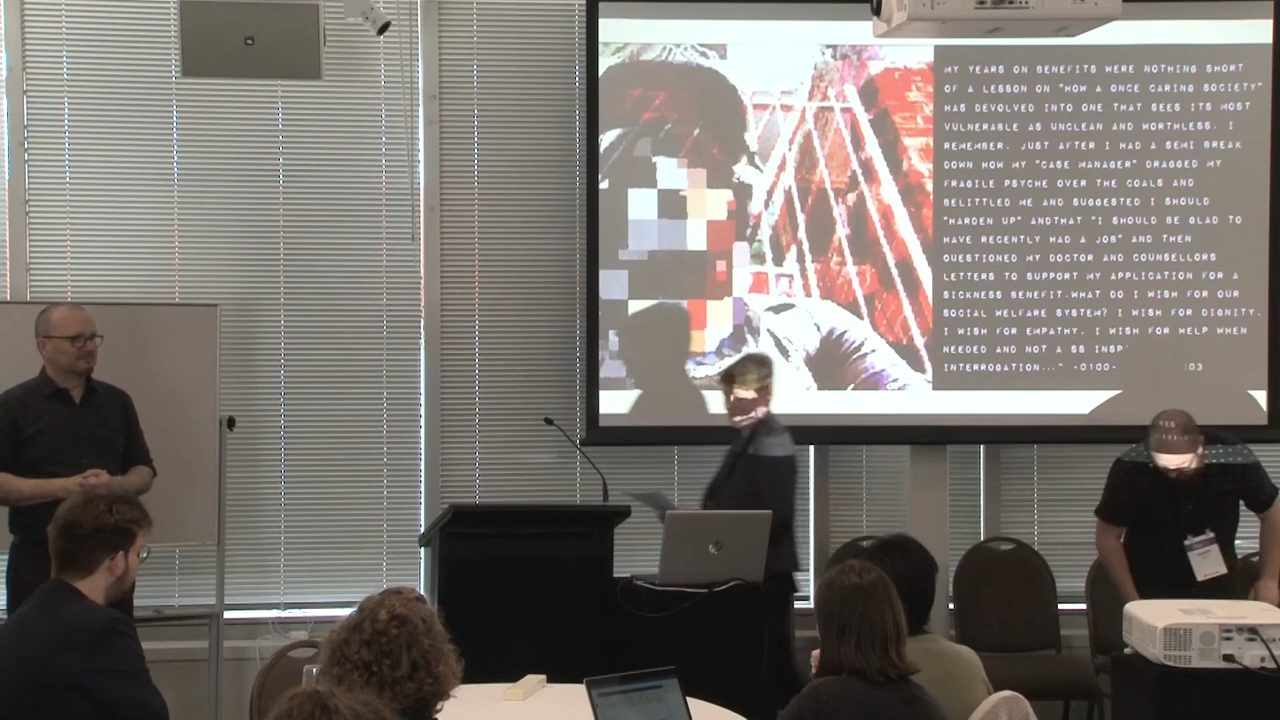 MY YEARS ON BENEFITS WERE NOTHING SHORT
OF A LESSON ON "HOW A ONCE CARING SOCIETY"
HAS DEVOLVED INTO ONE THAT SEES ITS MOST
VULNERABLE AS UNCLEAN AND WORTHLESS. I
REMEMBER, JUST AFTER I HAD A SEMI BREAK
DOWN HOW MY "CASE MANAGER" DRAGGED MY
FRAGILE PSYCHE OVER THE COALS AND
BELITTLED ME AND SUGGESTED I SHOULD
"HARDEN UP" ANDTHAT "I SHOULD BE GLAD TO
HAVE RECENTLY HAD A JOB" AND THEN
QUESTIONED MY DOCTOR AND COUNSELLORS
LETTERS TO SUPPORT MY APPLICATION FOR A
SICKNESS BENEFIT.WHAT DO I WISH FOR OUR
SOCIAL WELFARE SYSTEM? I WISH FOR DIGNITY.
I WISH FOR EMPATHY. I WISH FOR HELP WHEN
NEEDED AND NOT A SS INSP
INTERROGATION..." -0100- :03
hp